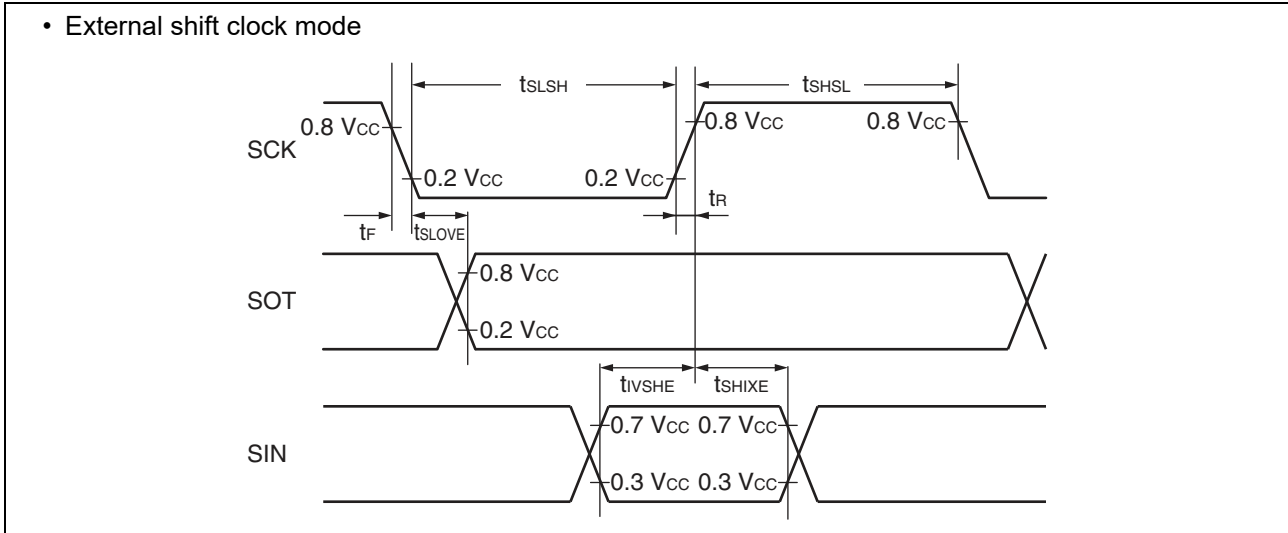 • External shift clock mode
tSLSH
tSHSL
0.8 VCC
0.8 VCC
0.8 VCC
SCK
0.2 VCC
0.2 VCC
tR
tF
tSLOVE
0.8 VCC
SOT
0.2 VCC
tIVSHE
tSHIXE
0.7 VCC
0.7 VCC
SIN
0.3 VCC
0.3 VCC